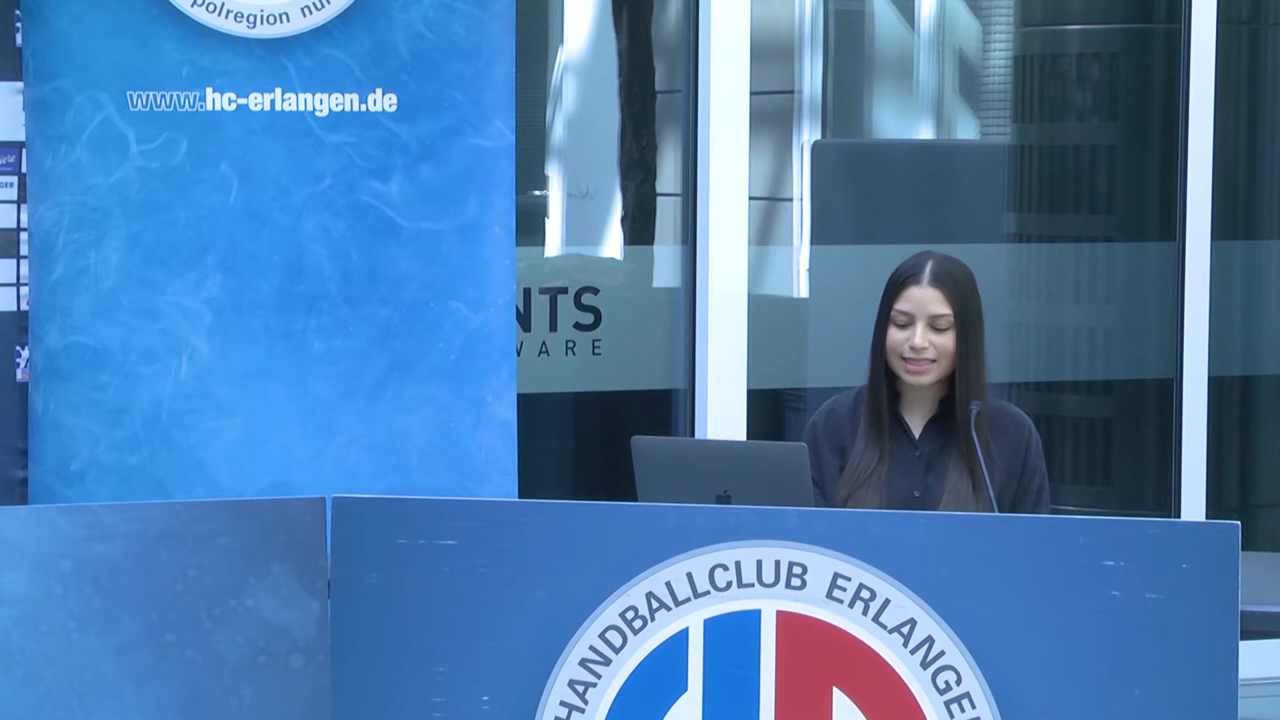 polregion nür
www.hc-erlangen.de
NTS
WARE
HANDBALLCLUB ERLANGEN